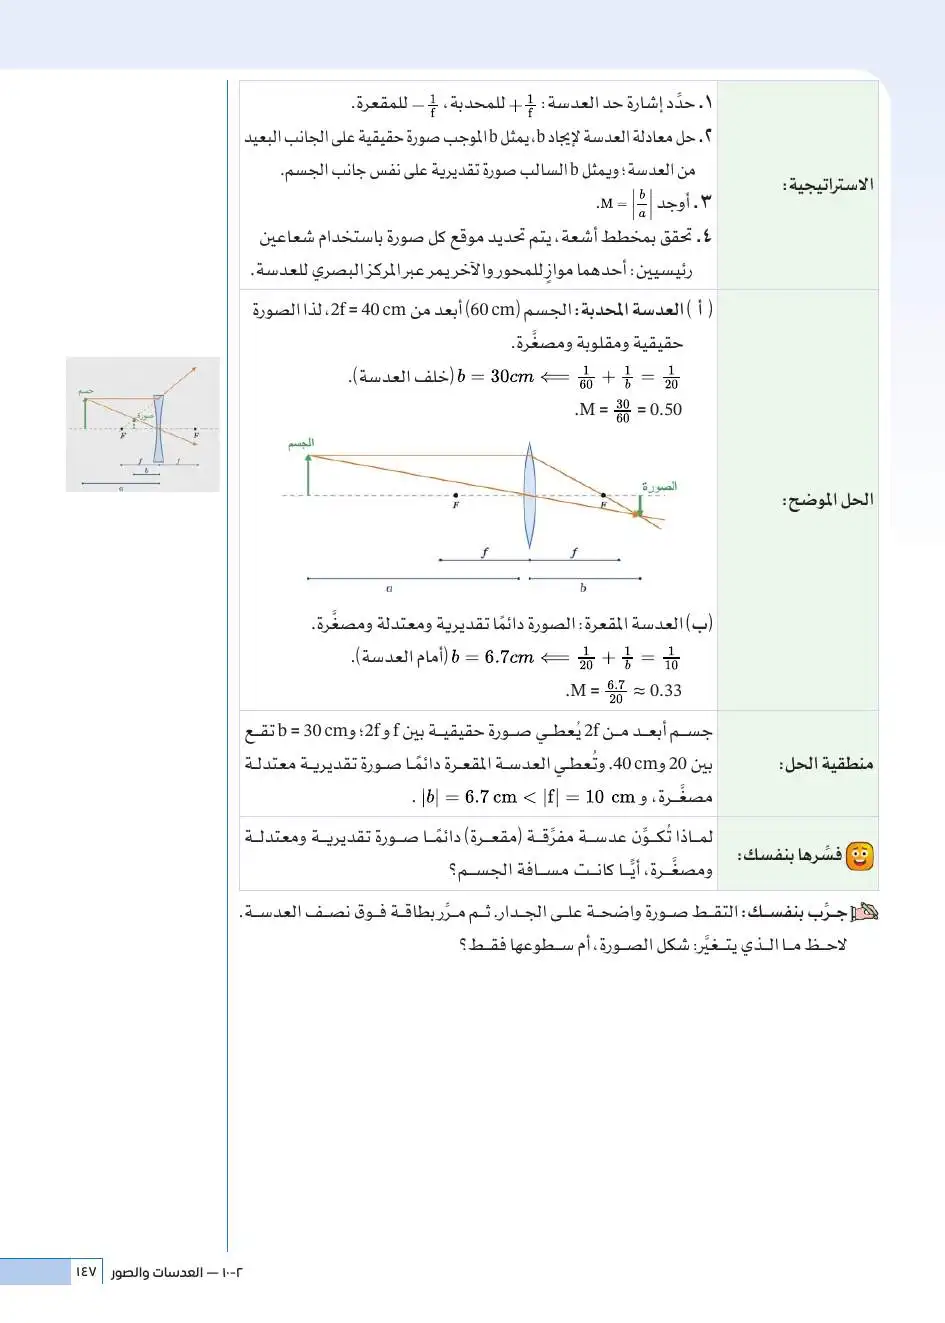 الاستراتيجية:
١. حدِّد إشارة حد العدسة: +1/f للمحدبة، −1/f للمقعرة.
٢. حل معادلة العدسة لإيجاد b، يمثل b الموجب صورة حقيقية على الجانب البعيد
من العدسة؛ ويمثل b السالب صورة تقديرية على نفس جانب الجسم.
٣. أوجد M = |b/a|.
٤. تحقق بمخطط أشعة، يتم تحديد موقع كل صورة باستخدام شعاعين
رئيسيين: أحدهما موازٍ للمحور والآخر يمر عبر المركز البصري للعدسة.
الحل الموضح:
(أ) العدسة المحدبة: الجسم (60 cm) أبعد من 2f = 40 cm، لذا الصورة
حقيقية ومقلوبة ومصغَّرة.
1/20 = 1/b + 1/60 ⟸ b = 30cm (خلف العدسة).
M = 30/60 = 0.50.
الجسم
الصورة
F
F
f
f
a
b
(ب) العدسة المقعرة: الصورة دائمًا تقديرية ومعتدلة ومصغَّرة.
1/10 = 1/b + 1/20 ⟸ b = 6.7cm (أمام العدسة).
M = 6.7/20 ≈ 0.33.
جسم
صورة
F
F
f
f
b
a
منطقية الحل:
جسم أبعد من 2f يُعطي صورة حقيقية بين f و 2f؛ و b = 30 cm تقع
بين 20 و 40 cm. وتُعطي العدسة المقعرة دائمًا صورة تقديرية معتدلة
مصغَّرة، و |b| = 6.7 cm < |f| = 10 cm .
فسِّرها بنفسك:
لماذا تُكوِّن عدسة مفرِّقة (مقعرة) دائمًا صورة تقديرية ومعتدلة
ومصغَّرة، أيًّا كانت مسافة الجسم؟
جرِّب بنفسك: التقط صورة واضحة على الجدار. ثم مرِّر بطاقة فوق نصف العدسة.
لاحظ ما الذي يتغيَّر: شكل الصورة، أم سطوعها فقط؟
٢-١٠ — العدسات والصور
١٤٧